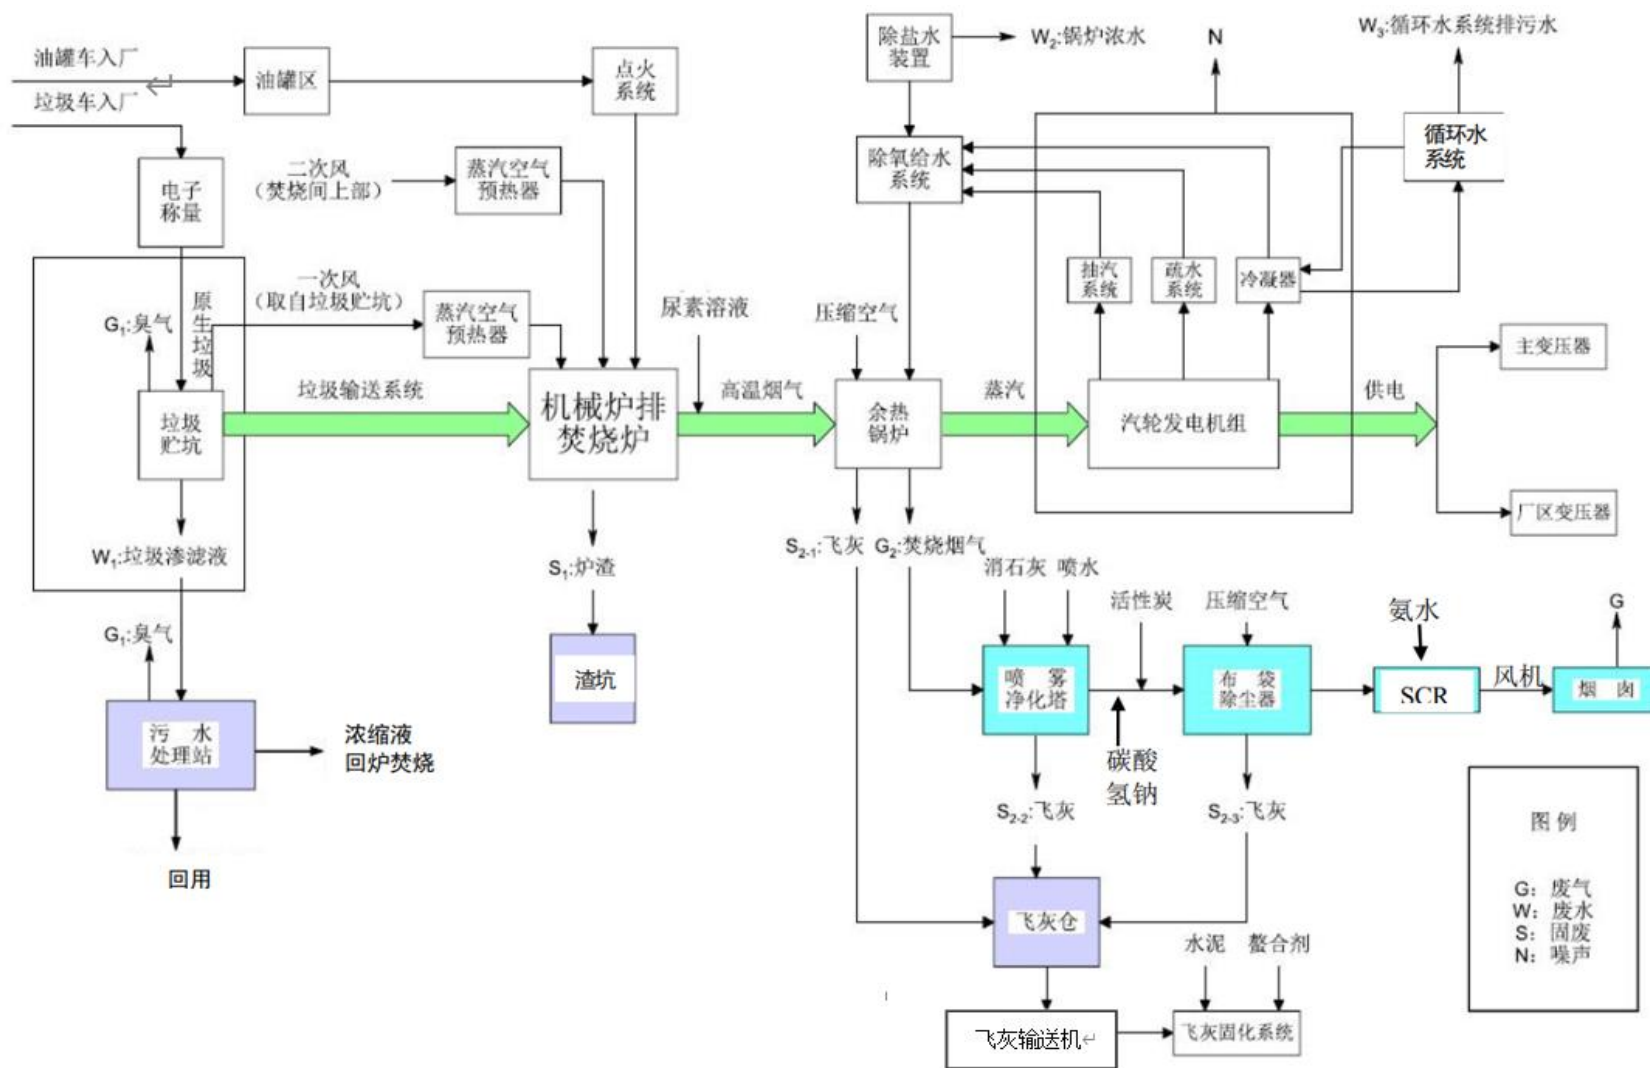 油罐车入厂
垃圾车入厂
油罐区
点火
系统
电子
称量
二次风
(焚烧间上部)
蒸汽空气
预热器
一次风
(取自垃圾贮坑)
蒸汽空气
预热器
G₁:臭气
原生垃圾
垃圾
贮坑
垃圾输送系统
机械炉排
焚烧炉
尿素溶液
高温烟气
压缩空气
余热
锅炉
蒸汽
除盐水
装置
W₂:锅炉浓水
除氧给水
系统
N
W₃:循环水系统排污水
循环水
系统
抽汽
系统
疏水
系统
冷凝器
汽轮发电机组
供电
主变压器
厂区变压器
W₁:垃圾渗滤液
G₁:臭气
污 水
处理站
浓缩液
回炉焚烧
回用
S₁:炉渣
渣坑
S₂₋₁:飞灰
G₂:焚烧烟气
消石灰
喷水
喷 雾
净化塔
活性炭
碳酸
氢钠
压缩空气
布 袋
除尘器
氨水
SCR
风机
烟 囱
G
S₂₋₂:飞灰
S₂₋₃:飞灰
飞灰仓
水泥
螯合剂
飞灰输送机
飞灰固化系统
图 例
G: 废气
W: 废水
S: 固废
N: 噪声